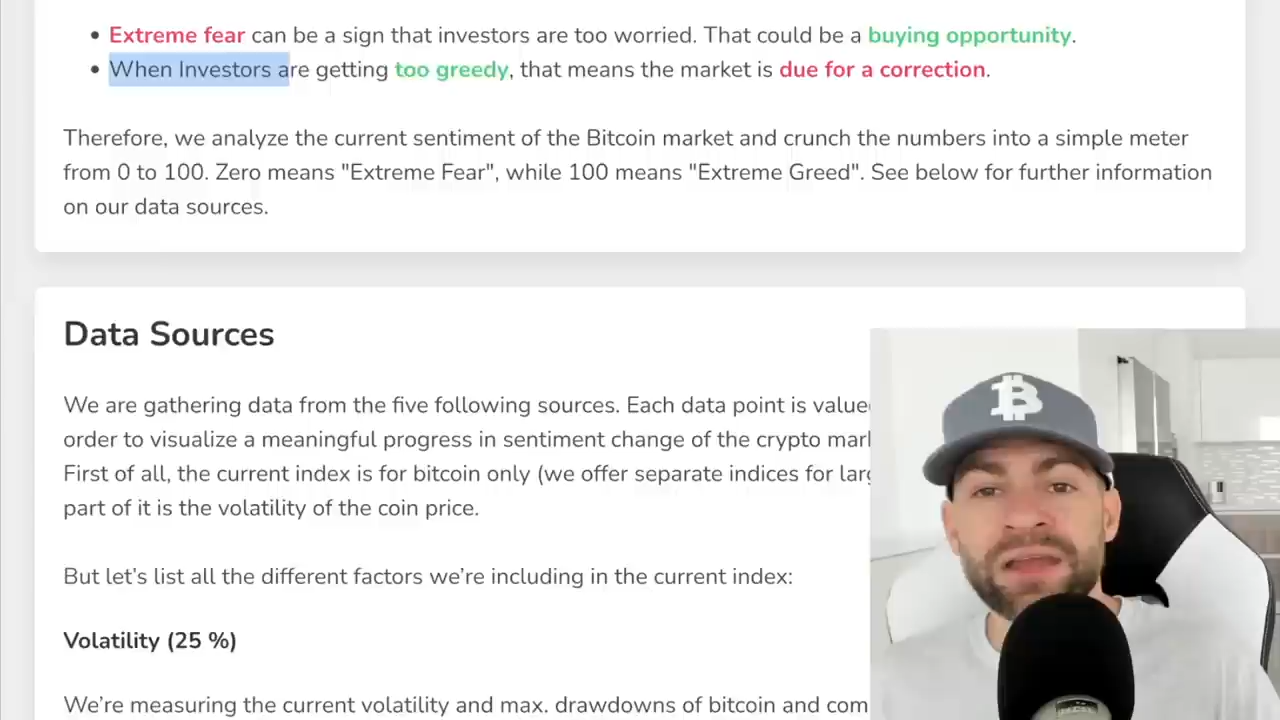 Extreme fear can be a sign that investors are too worried. That could be a buying opportunity.
When Investors are getting too greedy, that means the market is due for a correction.
Therefore, we analyze the current sentiment of the Bitcoin market and crunch the numbers into a simple meter
from 0 to 100. Zero means "Extreme Fear", while 100 means "Extreme Greed". See below for further information
on our data sources.
Data Sources
We are gathering data from the five following sources. Each data point is value
order to visualize a meaningful progress in sentiment change of the crypto mar
First of all, the current index is for bitcoin only (we offer separate indices for lar
part of it is the volatility of the coin price.
But let's list all the different factors we're including in the current index:
Volatility (25 %)
We're measuring the current volatility and max. drawdowns of bitcoin and com